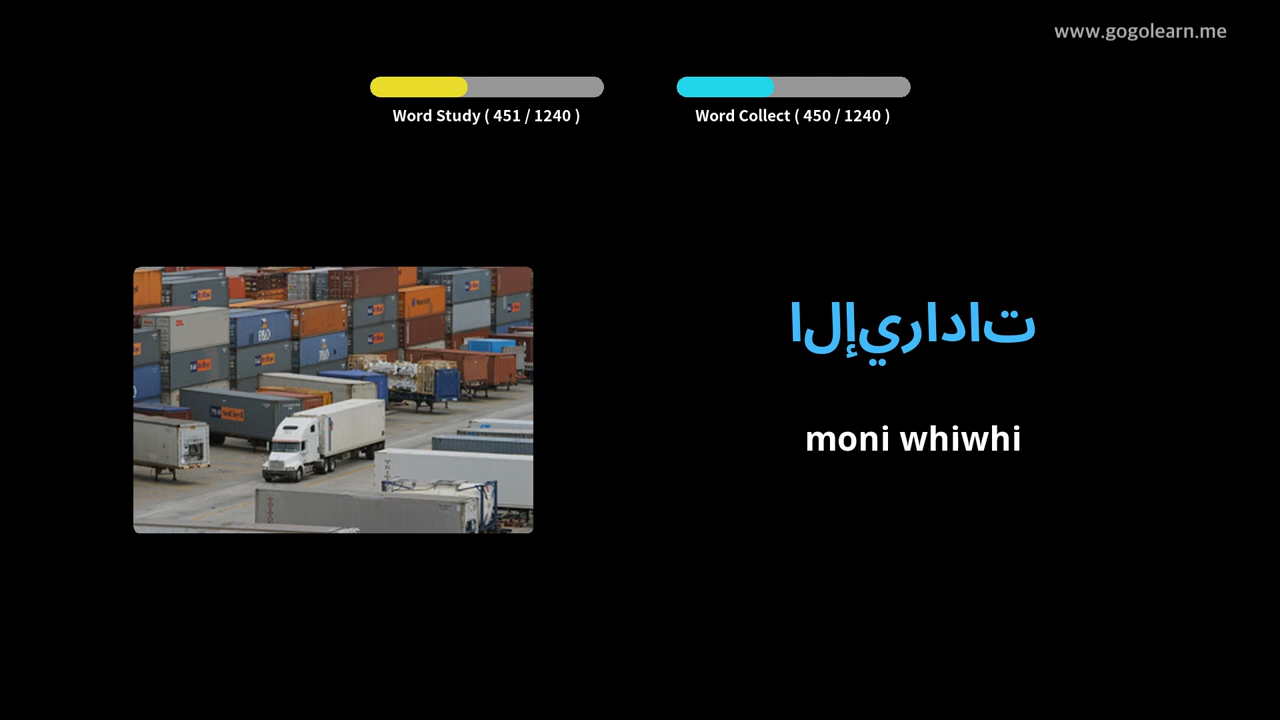 www.gogolearn.me
Word Study ( 451 / 1240 )
Word Collect ( 450 / 1240 )
الإيرادات
moni whiwhi